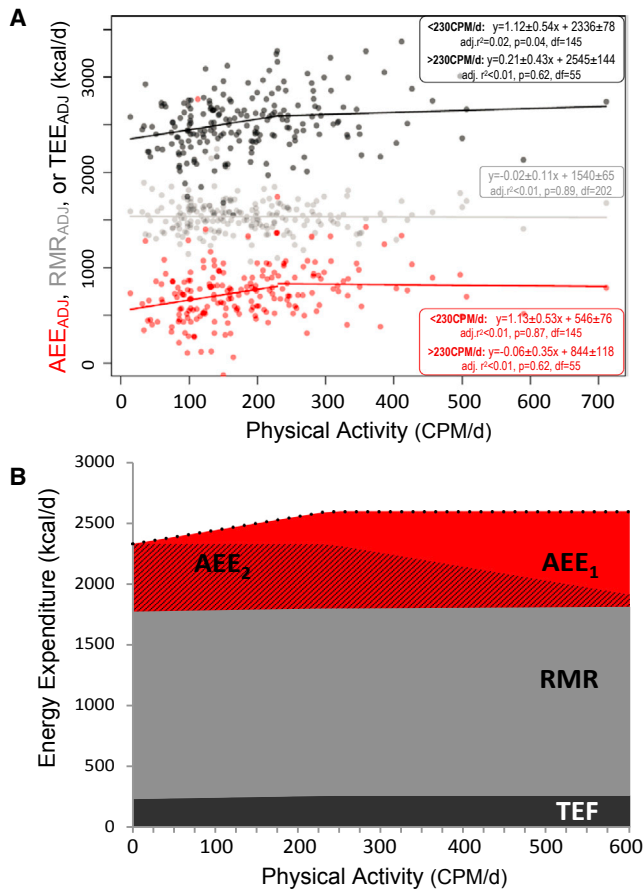 A
<230CPM/d: y=1.12±0.54x + 2336±78
adj.r²=0.02, p=0.04, df=145
>230CPM/d: y=0.21±0.43x + 2545±144
adj. r²<0.01, p=0.62, df=55
y=-0.02±0.11x + 1540±65
adj.r²<0.01, p=0.89, df=202
<230CPM/d: y=1.13±0.53x + 546±76
adj. r²<0.01, p=0.87, df=145
>230CPM/d: y=-0.06±0.35x + 844±118
adj. r²<0.01, p=0.62, df=55
AEE_ADJ, RMR_ADJ, or TEE_ADJ (kcal/d)
3000
2000
1000
0
0 100 200 300 400 500 600 700
Physical Activity (CPM/d)
B
Energy Expenditure (kcal/d)
3000
2500
2000
1500
1000
500
0
AEE₂
AEE₁
RMR
TEF
0 100 200 300 400 500 600
Physical Activity (CPM/d)